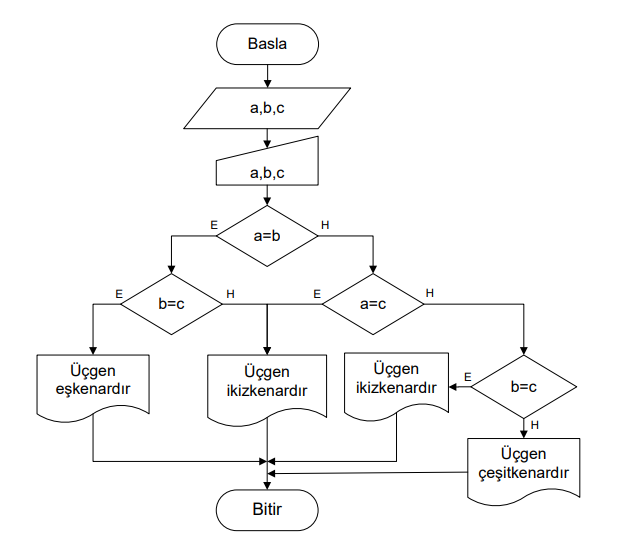 Basla
a,b,c
a,b,c
E
H
a=b
E
b=c
H
E
a=c
H
Üçgen
eşkenardır
Üçgen
ikizkenardır
Üçgen
ikizkenardır
E
b=c
H
Üçgen
çeşitkenardır
Bitir